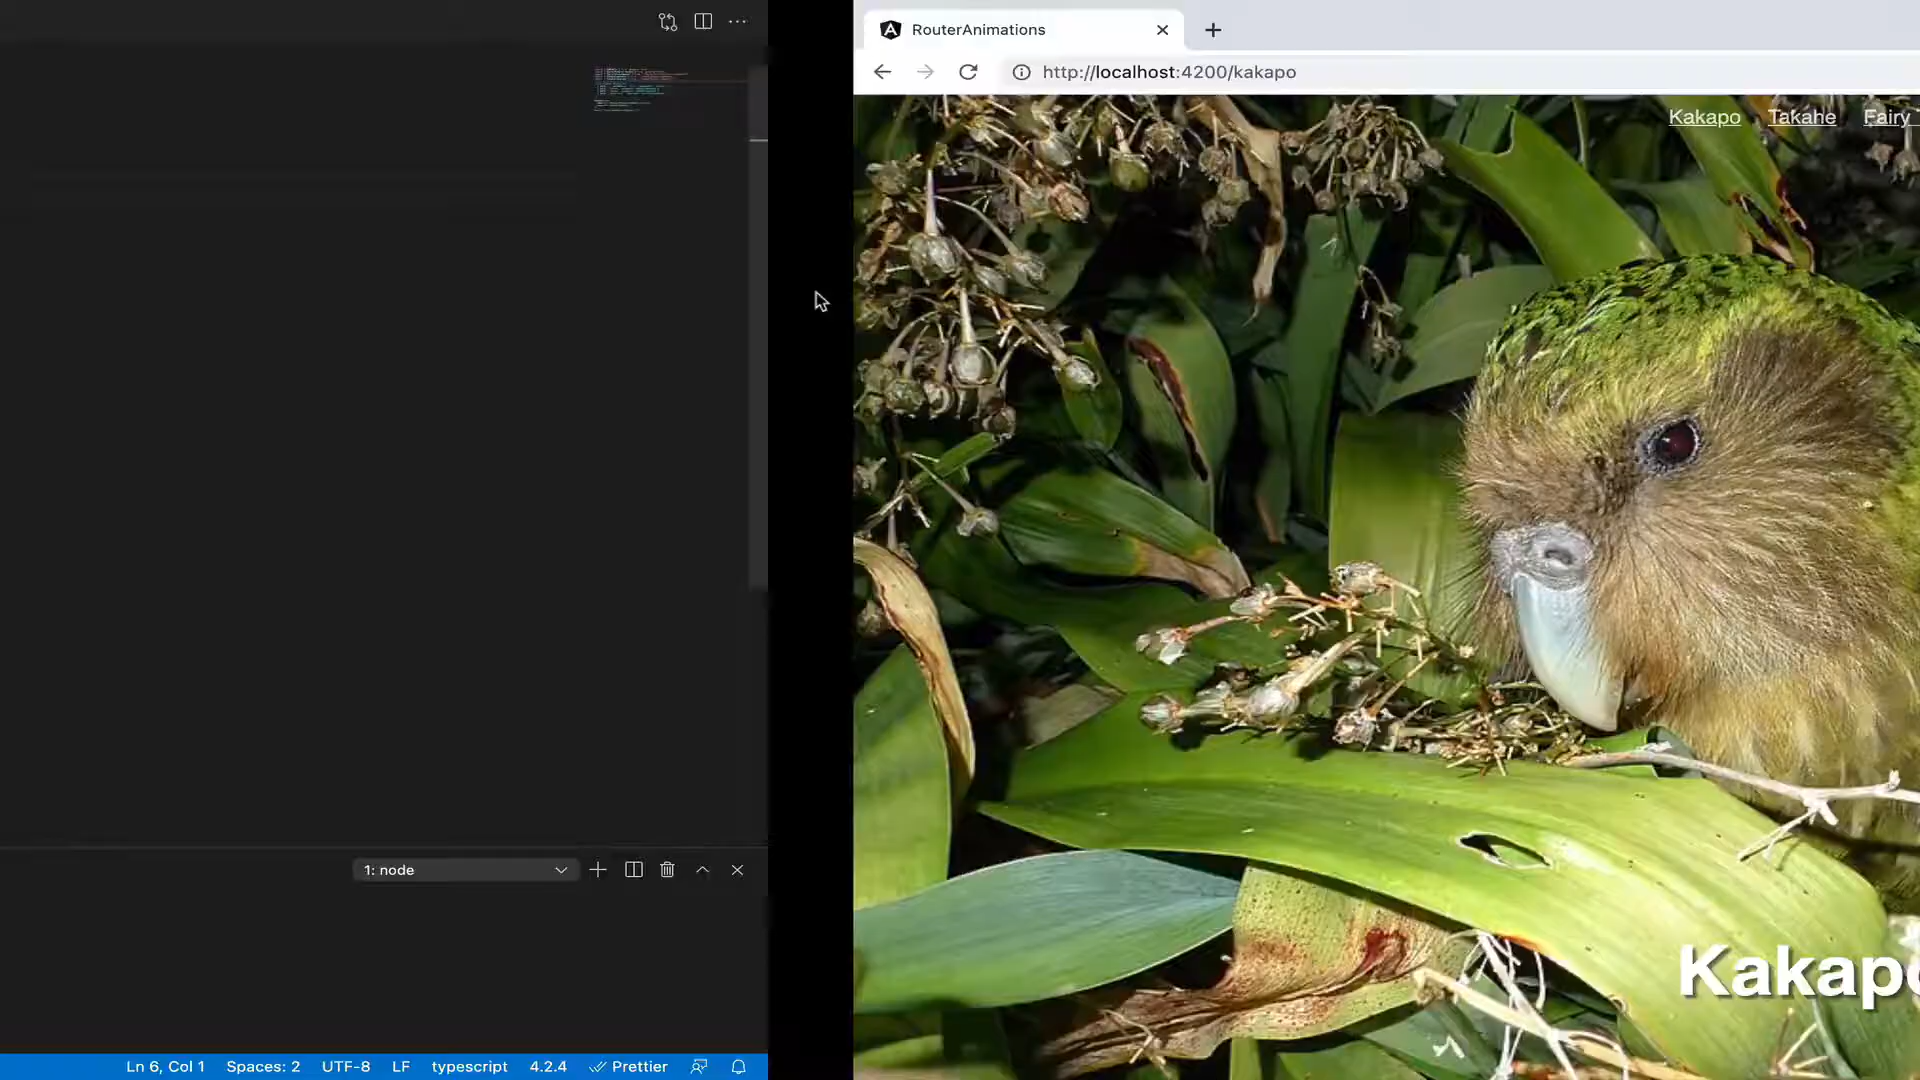 RouterAnimations
http://localhost:4200/kakapo
Kakapo Takahe Fairy
1: node
Kakapo
Ln 6, Col 1 Spaces: 2 UTF-8 LF typescript 4.2.4 Prettier